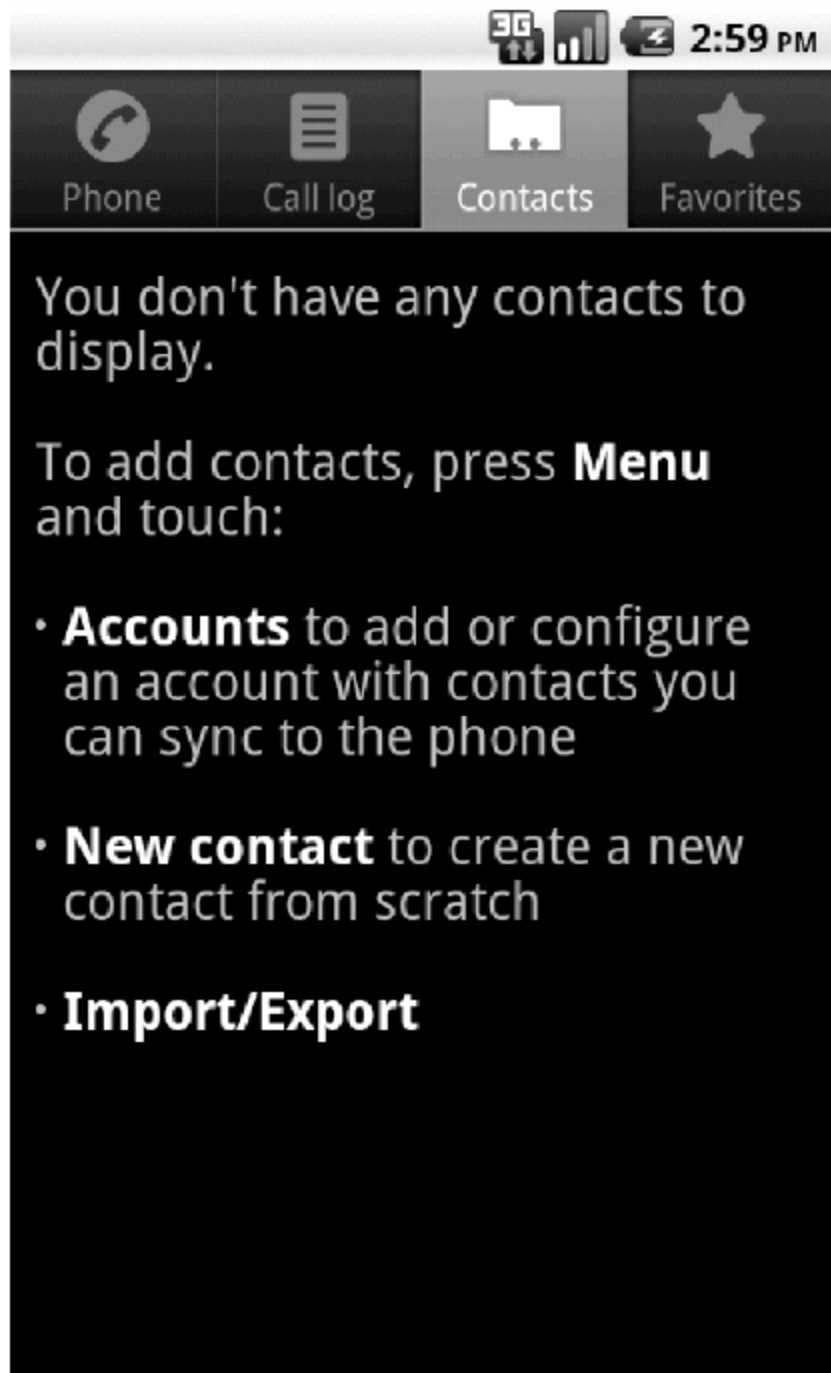 3G 2:59 PM
Phone Call log Contacts Favorites
You don't have any contacts to
display.
To add contacts, press Menu
and touch:
• Accounts to add or configure
an account with contacts you
can sync to the phone
• New contact to create a new
contact from scratch
• Import/Export